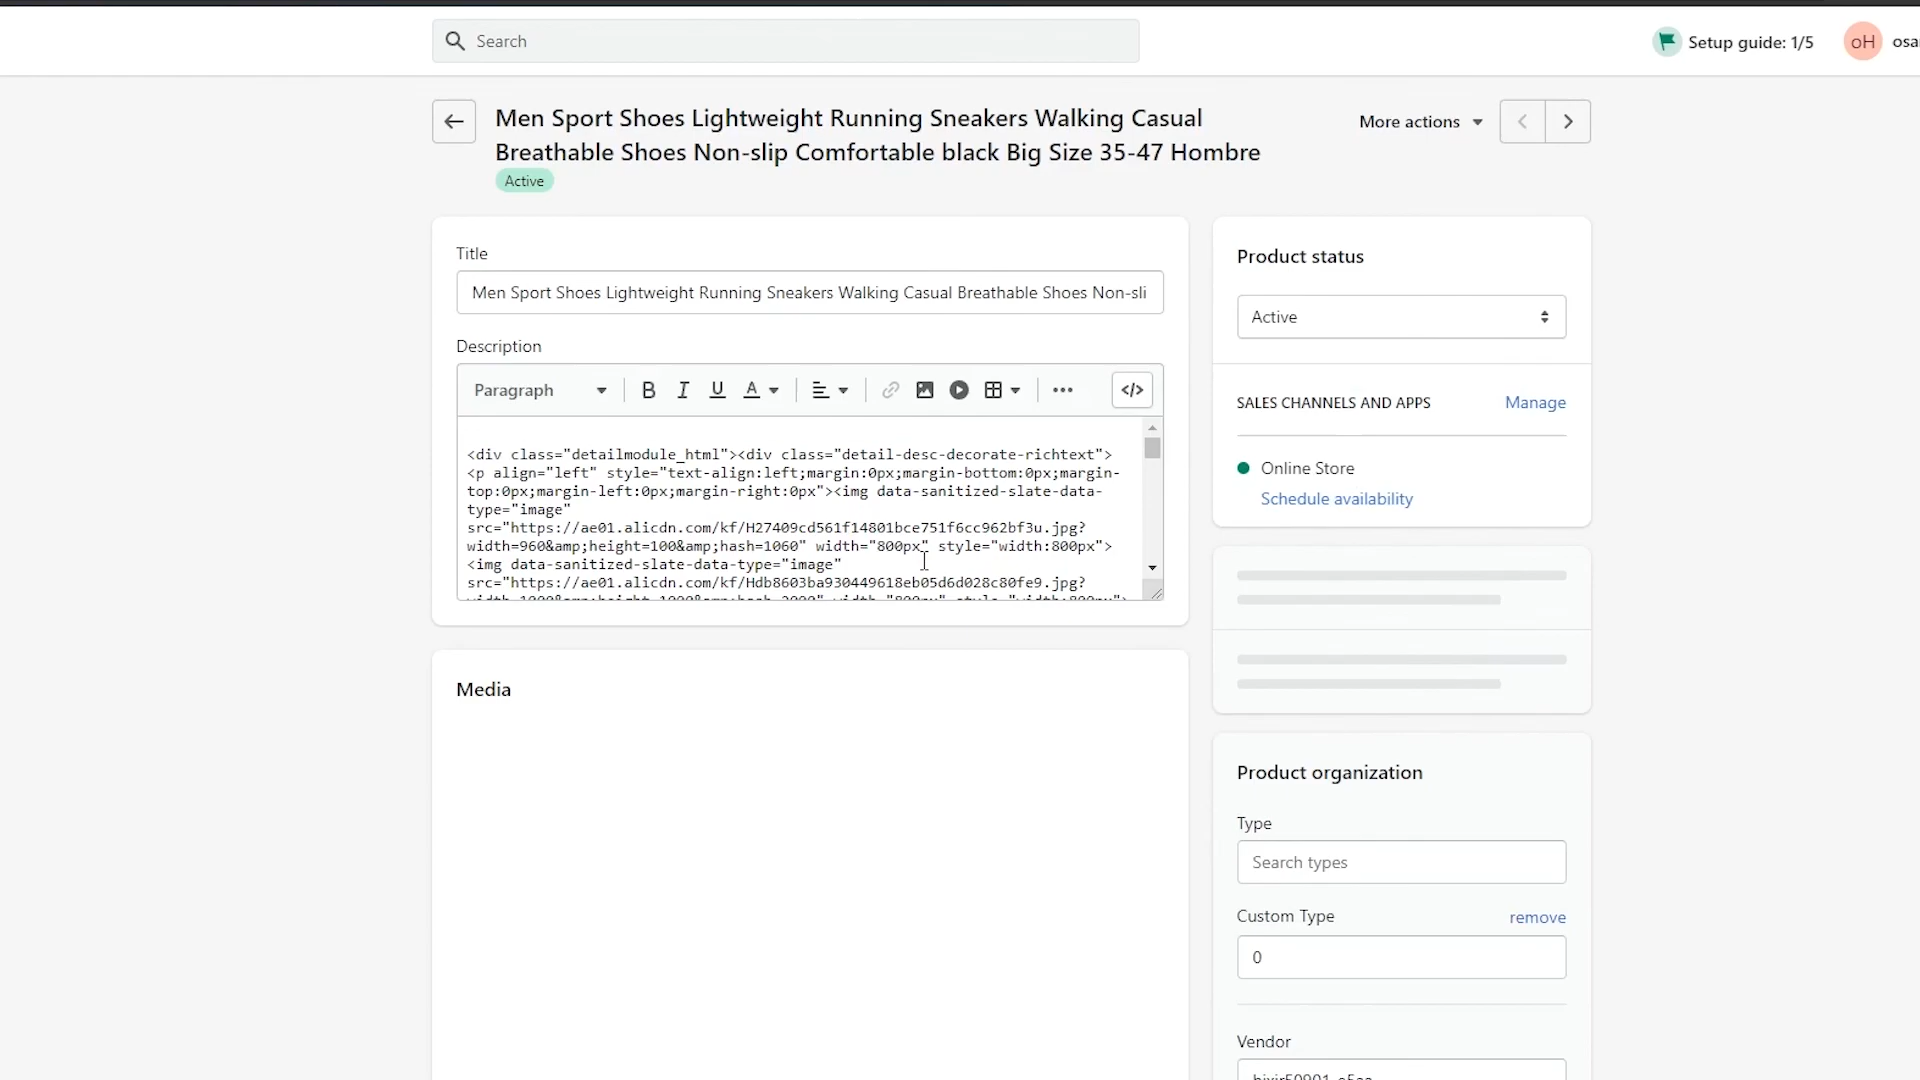 Search
Setup guide: 1/5
oH
osa
Men Sport Shoes Lightweight Running Sneakers Walking Casual
Breathable Shoes Non-slip Comfortable black Big Size 35-47 Hombre
More actions
Active
Title
Men Sport Shoes Lightweight Running Sneakers Walking Casual Breathable Shoes Non-sli
Description
Paragraph
B I U A
</>
<div class="detailmodule_html"><div class="detail-desc-decorate-richtext">
<p align="left" style="text-align:left;margin:0px;margin-bottom:0px;margin-
top:0px;margin-left:0px;margin-right:0px"><img data-sanitized-slate-data-
type="image"
src="https://ae01.alicdn.com/kf/H27409cd561f14801bce751f6cc962bf3u.jpg?
width=960&amp;height=100&amp;hash=1060" width="800px" style="width:800px">
<img data-sanitized-slate-data-type="image"
src="https://ae01.alicdn.com/kf/Hdb8603ba930449618eb05d6d028c80fe9.jpg?
Media
Product status
Active
SALES CHANNELS AND APPS
Manage
Online Store
Schedule availability
Product organization
Type
Search types
Custom Type
remove
0
Vendor